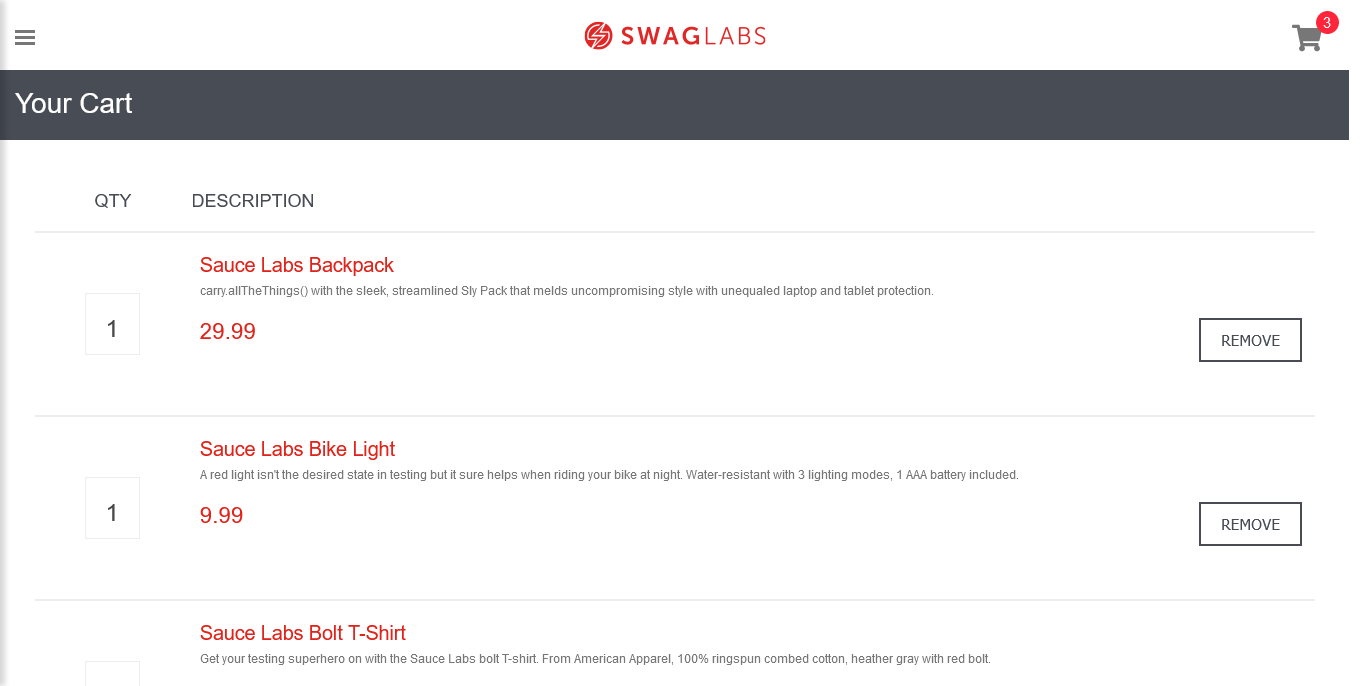 SWAGLABS
3
Your Cart
QTY DESCRIPTION
Sauce Labs Backpack
carry.allTheThings() with the sleek, streamlined Sly Pack that melds uncompromising style with unequaled laptop and tablet protection.
1
29.99
REMOVE
Sauce Labs Bike Light
A red light isn't the desired state in testing but it sure helps when riding your bike at night. Water-resistant with 3 lighting modes, 1 AAA battery included.
1
9.99
REMOVE
Sauce Labs Bolt T-Shirt
Get your testing superhero on with the Sauce Labs bolt T-shirt. From American Apparel, 100% ringspun combed cotton, heather gray with red bolt.